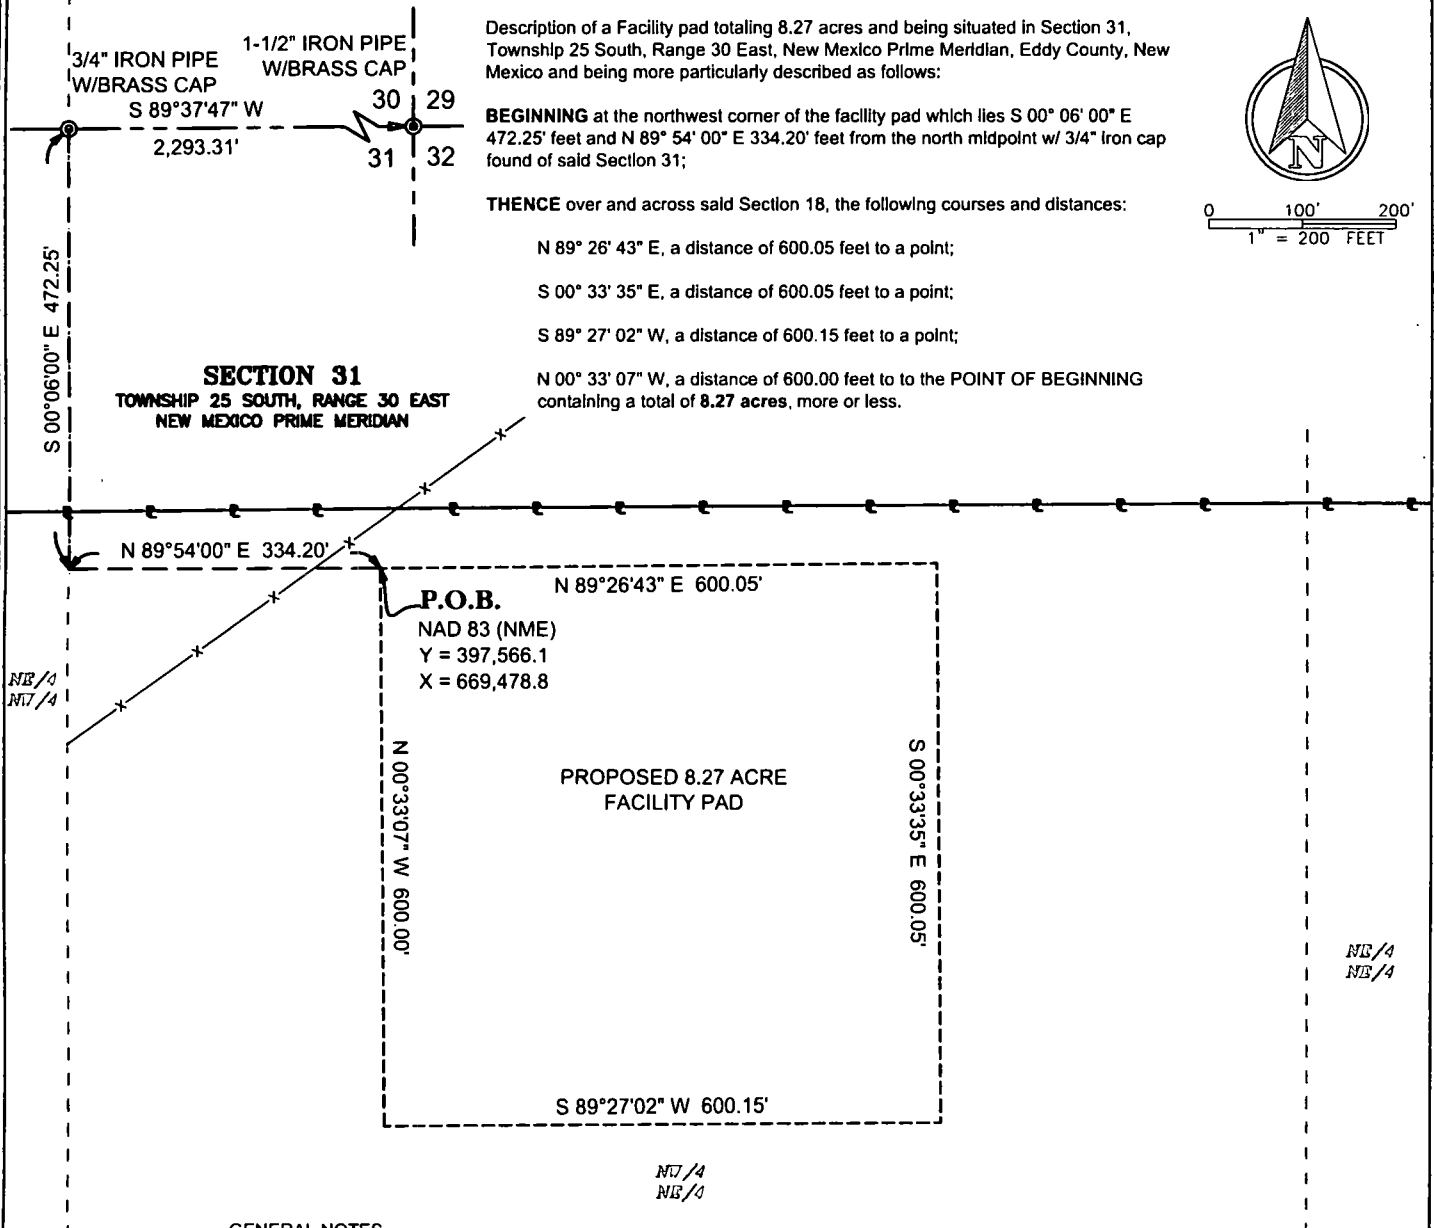 3/4" IRON PIPE
W/BRASS CAP
1-1/2" IRON PIPE
W/BRASS CAP
S 89°37'47" W
2,293.31'
30 29
31 32
Description of a Facility pad totaling 8.27 acres and being situated in Section 31,
Township 25 South, Range 30 East, New Mexico Prime Meridian, Eddy County, New
Mexico and being more particularly described as follows:
BEGINNING at the northwest corner of the facility pad which lies S 00° 06' 00" E
472.25' feet and N 89° 54' 00" E 334.20' feet from the north midpoint w/ 3/4" iron cap
found of said Section 31;
THENCE over and across said Section 18, the following courses and distances:
N 89° 26' 43" E, a distance of 600.05 feet to a point;
S 00° 33' 35" E, a distance of 600.05 feet to a point;
S 89° 27' 02" W, a distance of 600.15 feet to a point;
N 00° 33' 07" W, a distance of 600.00 feet to to the POINT OF BEGINNING
containing a total of 8.27 acres, more or less.
N
0 100' 200'
1" = 200 FEET
S 00°06'00" E 472.25'
SECTION 31
TOWNSHIP 25 SOUTH, RANGE 30 EAST
NEW MEXICO PRIME MERIDIAN
N 89°54'00" E 334.20'
N 89°26'43" E 600.05'
P.O.B.
NAD 83 (NME)
Y = 397,566.1
X = 669,478.8
NE/4
NW/4
N 00°33'07" W 600.00'
PROPOSED 8.27 ACRE
FACILITY PAD
S 00°33'35" E 600.05'
NE/4
NE/4
S 89°27'02" W 600.15'
NW/4
NE/4
GENERAL NOTES